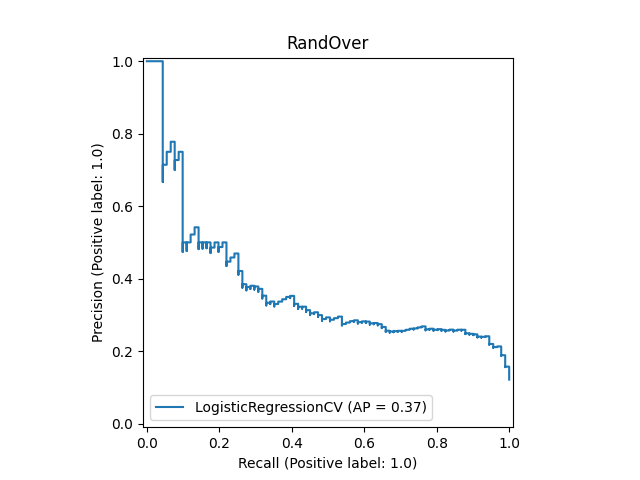 RandOver
1.0
0.8
0.6
0.4
0.2
0.0
Precision (Positive label: 1.0)
LogisticRegressionCV (AP = 0.37)
0.0 0.2 0.4 0.6 0.8 1.0
Recall (Positive label: 1.0)